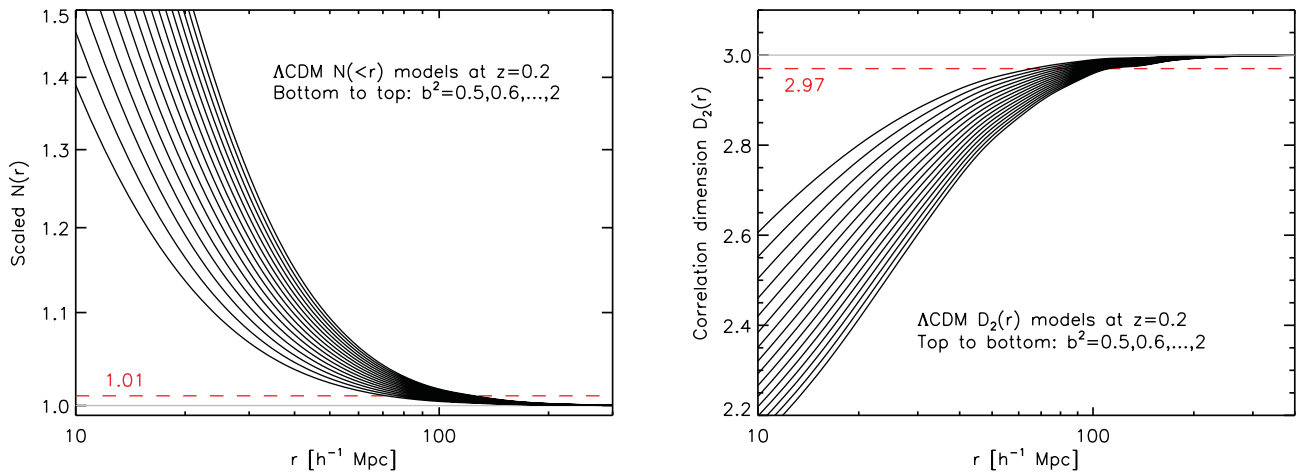 1.5
1.4
1.3
1.2
1.1
1.0
Scaled N(r)
ΛCDM N(<r) models at z=0.2
Bottom to top: b²=0.5,0.6,...,2
1.01
10
100
r [h⁻¹ Mpc]
3.0
2.8
2.6
2.4
2.2
Correlation dimension D₂(r)
2.97
ΛCDM D₂(r) models at z=0.2
Top to bottom: b²=0.5,0.6,...,2
10
100
r [h⁻¹ Mpc]